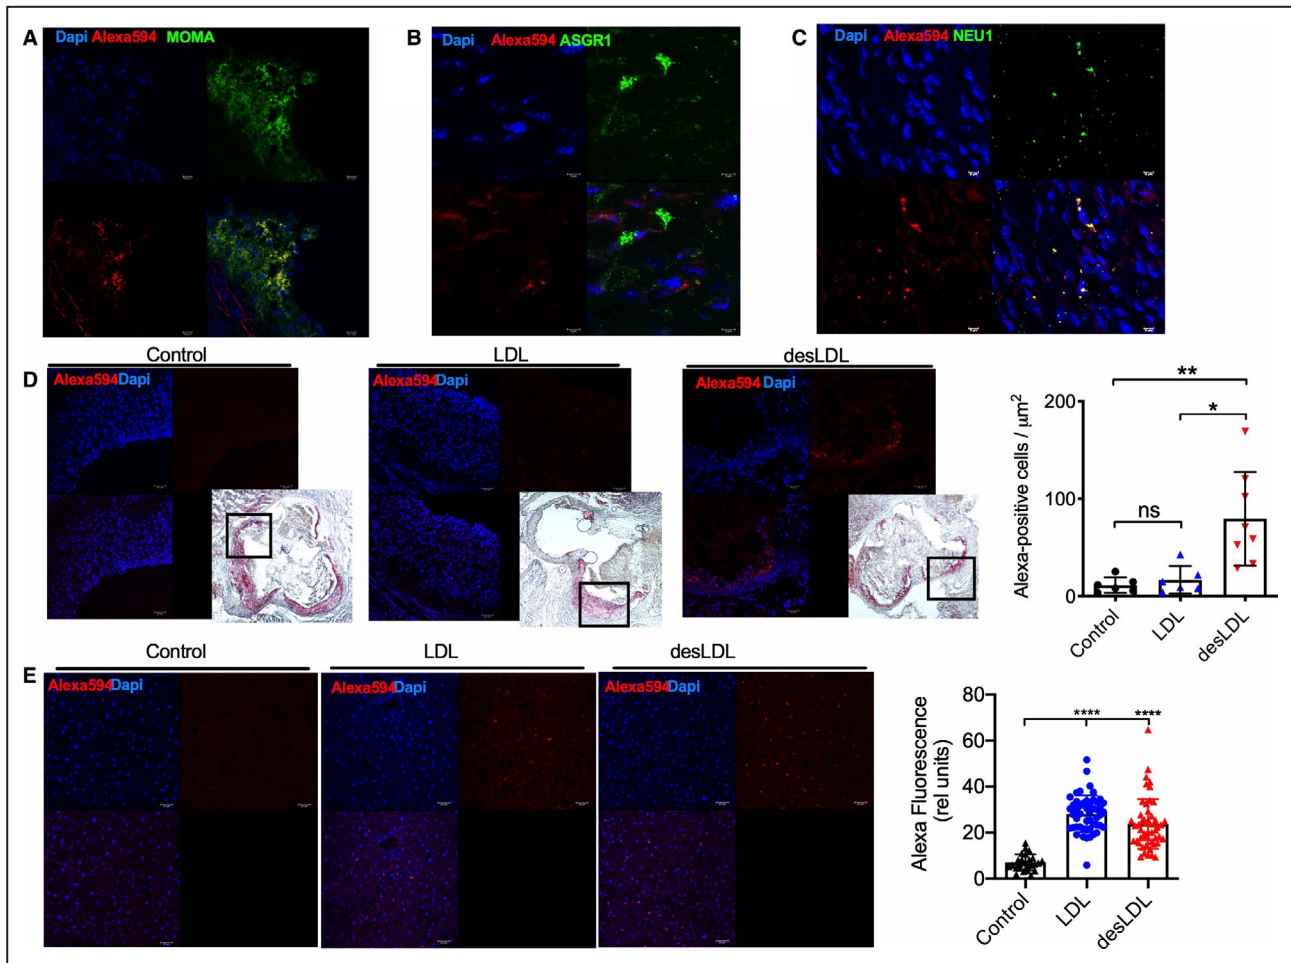 A
Dapi Alexa594 MOMA
B
Dapi Alexa594 ASGR1
C
Dapi Alexa594 NEU1
D
Control
Alexa594Dapi
LDL
Alexa594Dapi
desLDL
Alexa594 Dapi
Alexa-positive cells / μm²
200
100
0
**
*
ns
Control
LDL
desLDL
E
Control
Alexa594Dapi
LDL
Alexa594Dapi
desLDL
Alexa594Dapi
Alexa Fluorescence
(rel units)
80
60
40
20
0
****
****
Control
LDL
desLDL